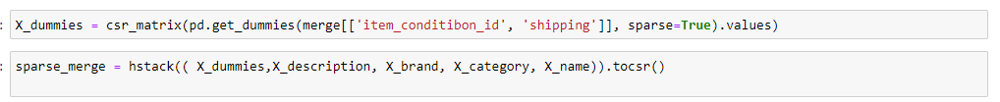 : X_dummies = csr_matrix(pd.get_dummies(merge[['item_conditibon_id', 'shipping']], sparse=True).values)
: sparse_merge = hstack(( X_dummies,X_description, X_brand, X_category, X_name)).tocsr()